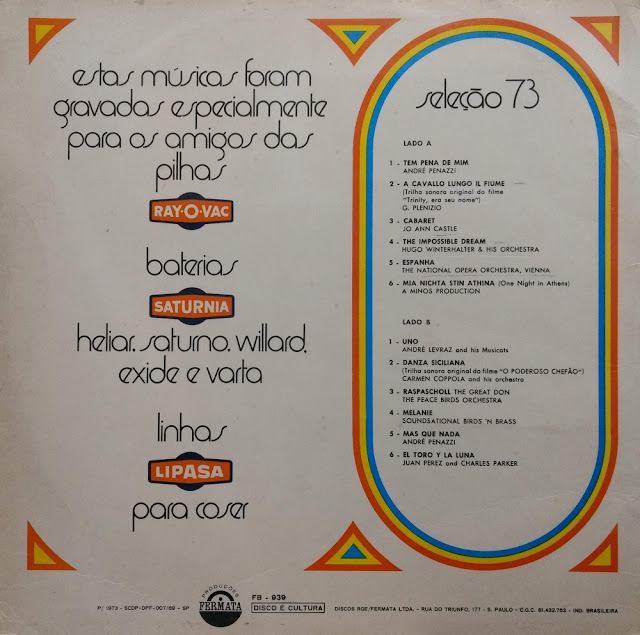 estas músicas foram
gravadas especialmente
para os amigos das
pilhas
RAY-O-VAC
baterias
SATURNIA
heliar, saturno, willard,
exide e varta
linhas
LIPASA
para coser
seleção 73
LADO A
1 - TEM PENA DE MIM
ANDRÉ PENAZZI
2 - A CAVALLO LUNGO IL FIUME
(Trilha sonora original do filme
"Trinity, era seu nome")
G. PLENIZIO
3 - CABARET
JO ANN CASTLE
4 - THE IMPOSSIBLE DREAM
HUGO WINTERHALTER & HIS ORCHESTRA
5 - ESPANHA
THE NATIONAL OPERA ORCHESTRA, VIENNA
6 - MIA NICHTA STIN ATHINA (One Night in Athens)
A MINOS PRODUCTION
LADO B
1 - UNO
ANDRÉ LEVRAZ and his Musicats
2 - DANZA SICILIANA
(Trilha sonora original do filme "O PODEROSO CHEFÃO")
CARMEN COPPOLA and his orchestra
3 - RASPASCHOLL THE GREAT DON
THE PEACE BIRDS ORCHESTRA
4 - MELANIE
SOUNDSATIONAL BIRDS 'N BRASS
5 - MAS QUE NADA
ANDRÉ PENAZZI
6 - EL TORO Y LA LUNA
JUAN PEREZ and CHARLES PARKER
P/ 1973 - SCDP-DPF-007/69 - SP
PRODUÇÕES
FERMATA
FB - 939
DISCO É CULTURA
DISCOS RGE/FERMATA LTDA. - RUA DO TRIUNFO, 177 - S. PAULO - C.G.C. 61.432.753 - IND. BRASILEIRA